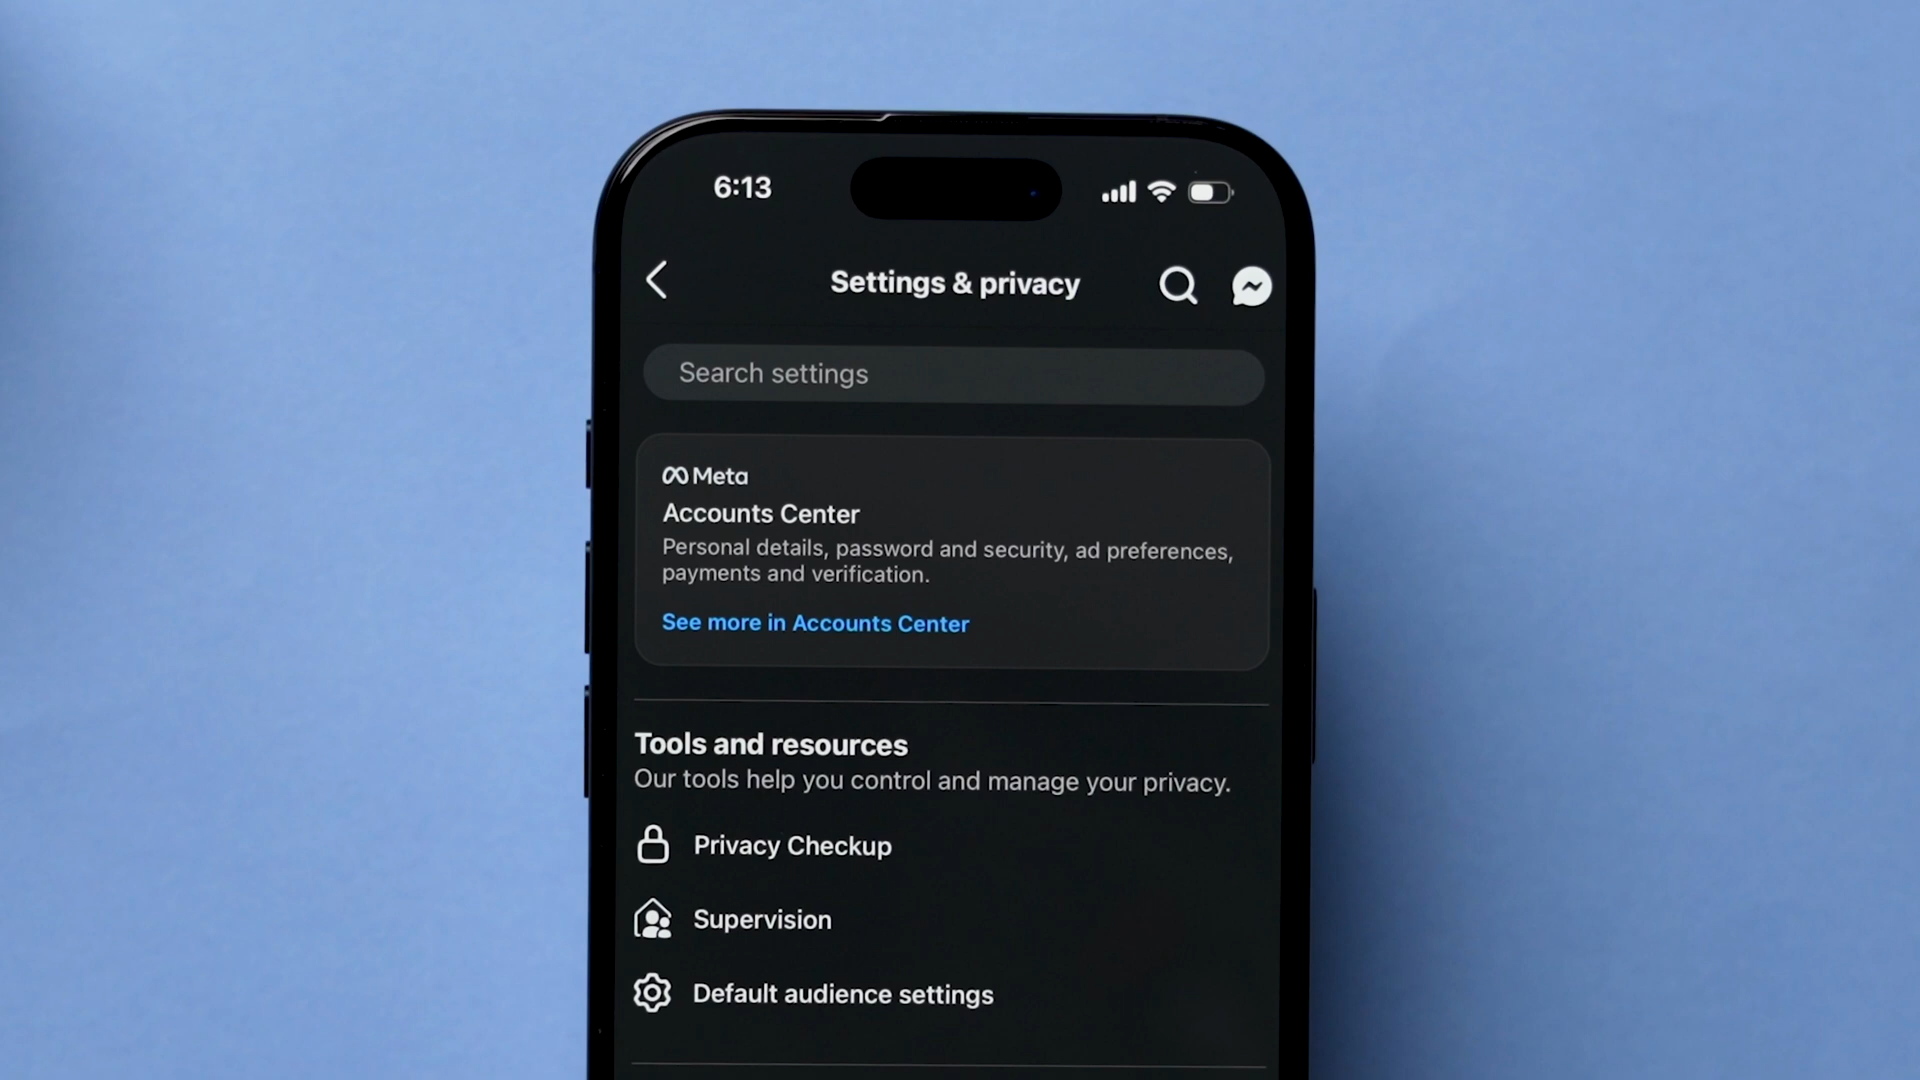 6:13
Settings & privacy
Search settings
Meta
Accounts Center
Personal details, password and security, ad preferences,
payments and verification.
See more in Accounts Center
Tools and resources
Our tools help you control and manage your privacy.
Privacy Checkup
Supervision
Default audience settings